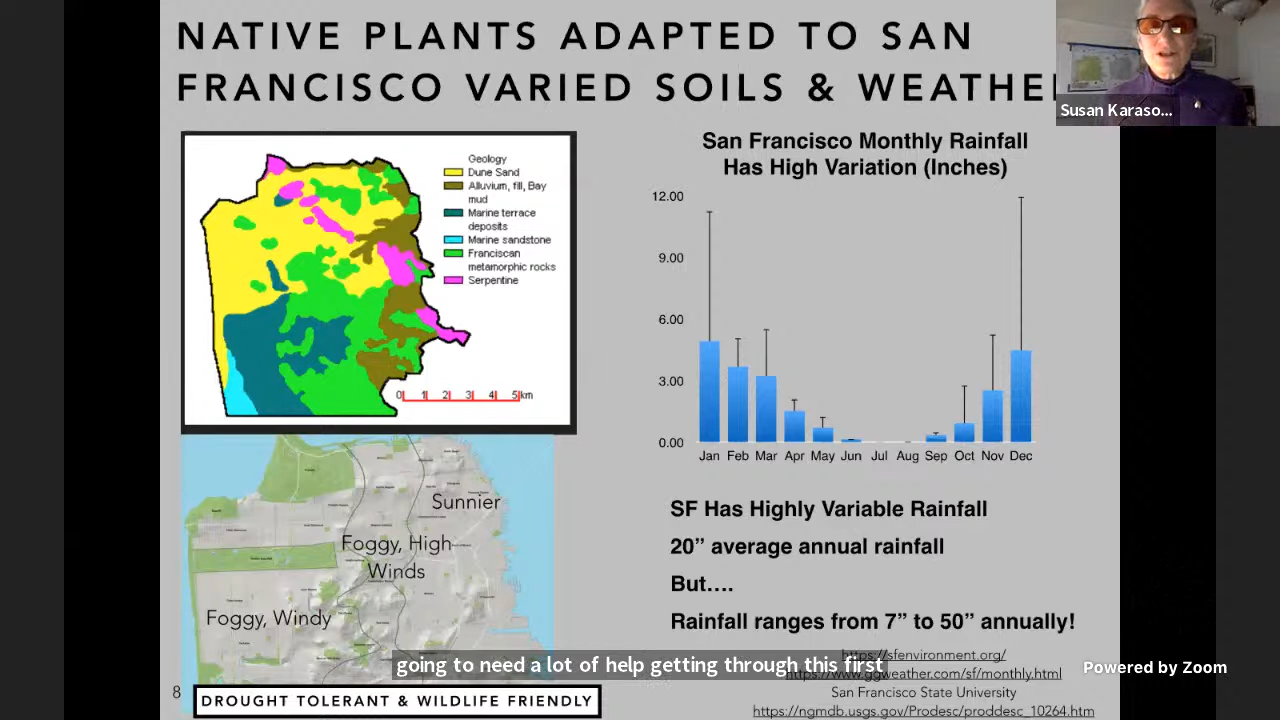 NATIVE PLANTS ADAPTED TO SAN
FRANCISCO VARIED SOILS & WEATHE
Susan Karaso...
Geology
Dune Sand
Alluvium, fill, Bay
mud
Marine terrace
deposits
Marine sandstone
Franciscan
metamorphic rocks
Serpentine
0 1 2 3 4 5km
San Francisco Monthly Rainfall
Has High Variation (Inches)
12.00
9.00
6.00
3.00
0.00
Jan Feb Mar Apr May Jun Jul Aug Sep Oct Nov Dec
Sunnier
Foggy, High
Winds
Foggy, Windy
SF Has Highly Variable Rainfall
20” average annual rainfall
But....
Rainfall ranges from 7” to 50” annually!
https://sfenvironment.org/
https://www.ggweather.com/sf/monthly.html
San Francisco State University
https://ngmdb.usgs.gov/Prodesc/proddesc_10264.htm
going to need a lot of help getting through this first
Powered by Zoom
8
DROUGHT TOLERANT & WILDLIFE FRIENDLY